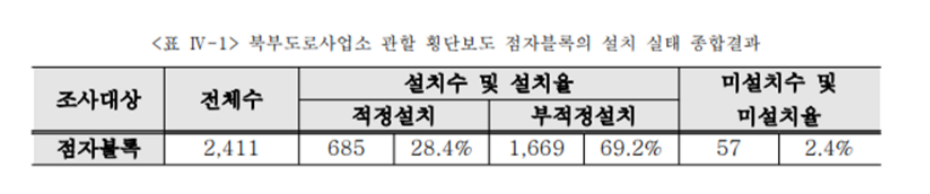 <표 Ⅳ-1> 북부도로사업소 관할 횡단보도 점자블록의 설치 실태 종합결과
조사대상 전체수 설치수 및 설치율 미설치수 및 미설치율
적정설치 부적정설치
점자블록 2,411 685 28.4% 1,669 69.2% 57 2.4%